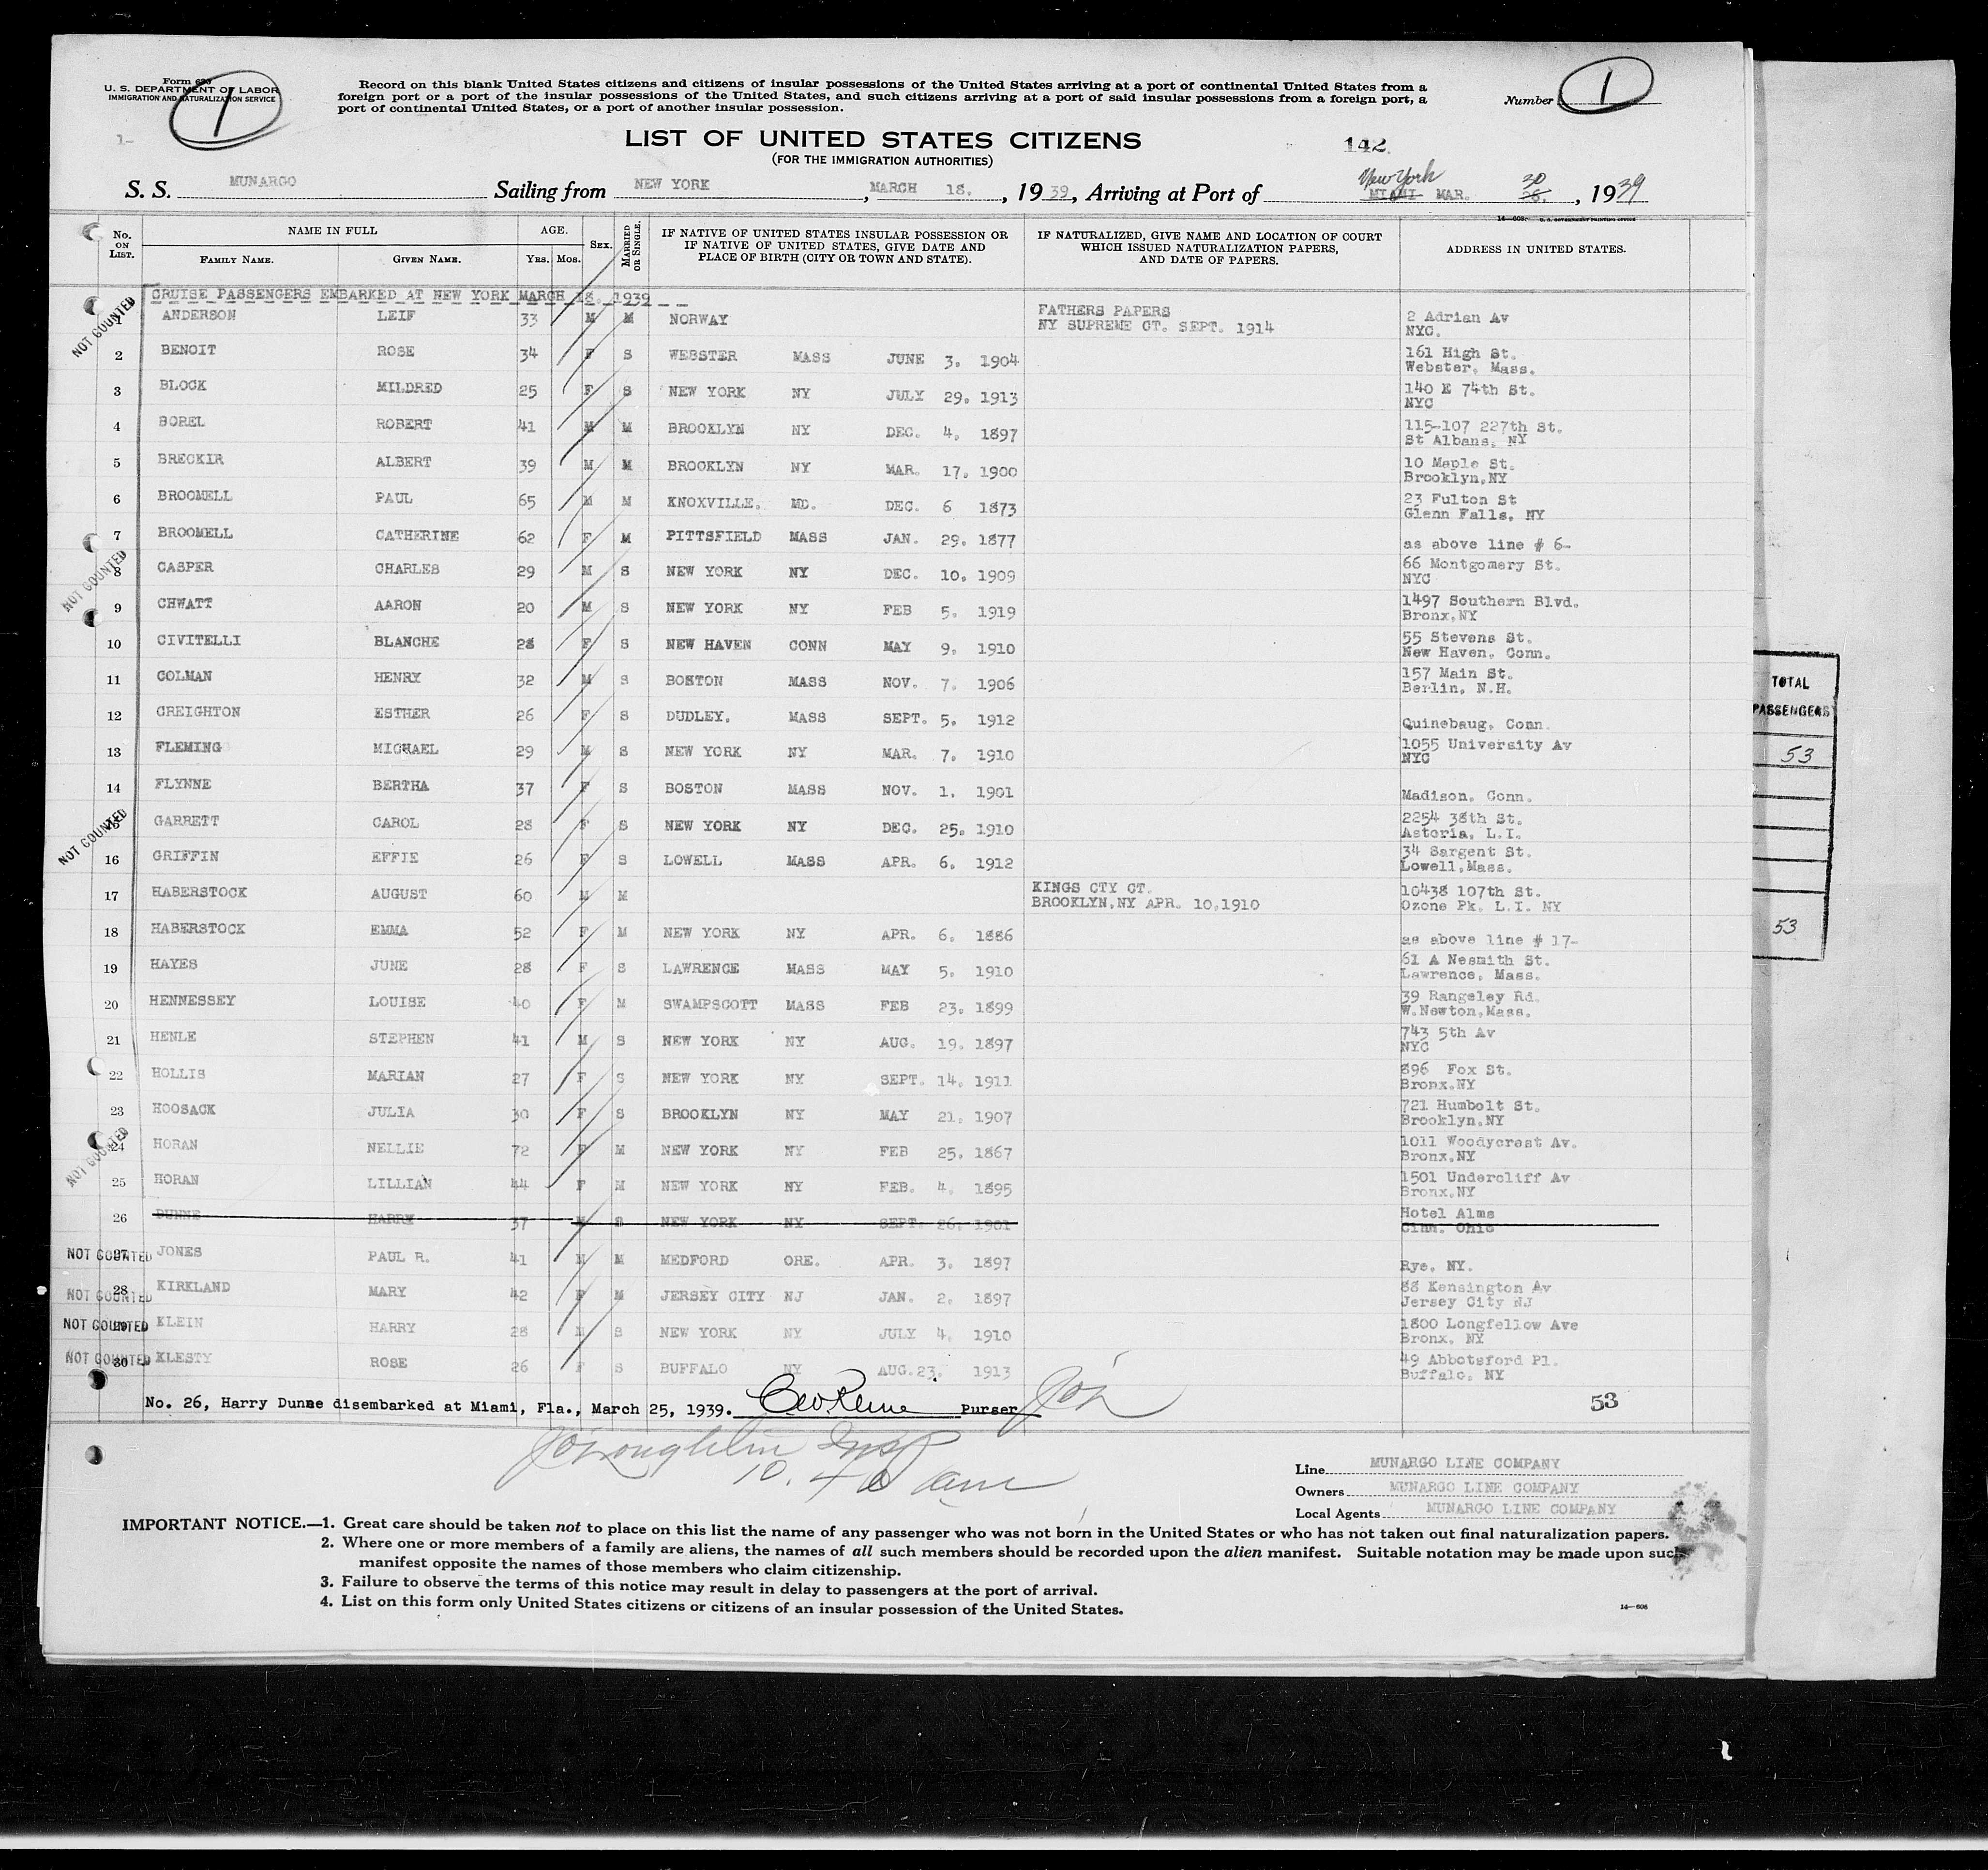 Form 630
U. S. DEPARTMENT OF LABOR
IMMIGRATION AND NATURALIZATION SERVICE
1
1-
Record on this blank United States citizens and citizens of insular possessions of the United States arriving at a port of continental United States from a
foreign port or a port of the insular possessions of the United States, and such citizens arriving at a port of said insular possessions from a foreign port, a
port of continental United States, or a port of another insular possession.
Number 1
LIST OF UNITED STATES CITIZENS
(FOR THE IMMIGRATION AUTHORITIES)
142
S. S. MUNARGO Sailing from NEW YORK, MARCH 18., 1939, Arriving at Port of New York MIAMI MAR. 30 26., 1939
No. ON LIST. NAME IN FULL FAMILY NAME. GIVEN NAME. AGE. Yrs. Mos. SEX. MARRIED OR SINGLE. IF NATIVE OF UNITED STATES INSULAR POSSESSION OR IF NATIVE OF UNITED STATES, GIVE DATE AND PLACE OF BIRTH (CITY OR TOWN AND STATE). IF NATURALIZED, GIVE NAME AND LOCATION OF COURT WHICH ISSUED NATURALIZATION PAPERS, AND DATE OF PAPERS. ADDRESS IN UNITED STATES.
CRUISE PASSENGERS EMBARKED AT NEW YORK MARCH 18. 1939
NOT COUNTED
1 ANDERSON LEIF 33 M M NORWAY FATHERS PAPERS NY SUPREME CT. SEPT. 1914 2 Adrian Av NYC.
2 BENOIT ROSE 34 F S WEBSTER MASS JUNE 3. 1904 161 High St. Webster. Mass.
3 BLOCK MILDRED 25 F S NEW YORK NY JULY 29. 1913 140 E 74th St. NYC
4 BOREL ROBERT 41 M M BROOKLYN NY DEC. 4. 1897 115-107 227th St. St Albans, NY
5 BRECKIR ALBERT 39 M M BROOKLYN NY MAR. 17. 1900 10 Maple St. Brooklyn,NY
6 BROOMELL PAUL 65 M M KNOXVILLE. MD. DEC. 6 1873 23 Fulton St Glenn Falls, NY
7 BROOMELL CATHERINE 62 F M PITTSFIELD MASS JAN. 29. 1877 as above line # 6-
NOT COUNTED
8 CASPER CHARLES 29 M S NEW YORK NY DEC. 10. 1909 66 Montgomery St. NYC
9 CHWATT AARON 20 M S NEW YORK NY FEB 5. 1919 1497 Southern Blvd. Bronx,NY
10 CIVITELLI BLANCHE 28 F S NEW HAVEN CONN MAY 9. 1910 55 Stevens St. New Haven, Conn.
11 COLMAN HENRY 32 M S BOSTON MASS NOV. 7. 1906 157 Main St. Berlin, N.H.
12 CREIGHTON ESTHER 26 F S DUDLEY. MASS SEPT. 5. 1912 Quinebaug, Conn.
13 FLEMING MICHAEL 29 M S NEW YORK NY MAR. 7. 1910 1055 University Av NYC
14 FLYNNE BERTHA 37 F S BOSTON MASS NOV. 1. 1901 Madison, Conn.
NOT COUNTED
15 GARRETT CAROL 28 F S NEW YORK NY DEC. 25. 1910 2254 38th St. Astoria, L.I.
16 GRIFFIN EFFIE 26 F S LOWELL MASS APR. 6. 1912 34 Sargent St. Lowell,Mass.
17 HABERSTOCK AUGUST 60 M M KINGS CTY CT. BROOKLYN,NY APR. 10,1910 10438 107th St. Ozone Pk. L.I. NY
18 HABERSTOCK EMMA 52 F M NEW YORK NY APR. 6. 1886 as above line # 17-
19 HAYES JUNE 28 F S LAWRENCE MASS MAY 5. 1910 61 A Nesmith St. Lawrence, Mass.
20 HENNESSEY LOUISE 40 F M SWAMPSCOTT MASS FEB 23. 1899 39 Rangeley Rd. W.Newton,Mass.
21 HENLE STEPHEN 41 M S NEW YORK NY AUG. 19. 1897 743 5th Av NYC
22 HOLLIS MARIAN 27 F S NEW YORK NY SEPT. 14. 1911 896 Fox St. Bronx,NY
23 HOOSACK JULIA 30 F S BROOKLYN NY MAY 21. 1907 721 Humbolt St. Brooklyn,NY
NOT COUNTED
24 HORAN NELLIE 72 F M NEW YORK NY FEB 25. 1867 1011 Woodycrest Av. Bronx,NY
25 HORAN LILLIAN 44 F M NEW YORK NY FEB. 4. 1895 1501 Undercliff Av Bronx,NY
26 DUNNE HARRY 37 M S NEW YORK NY SEPT. 26. 1901 Hotel Alms Cinn. Ohio
NOT COUNTED 27 JONES PAUL R. 41 M M MEDFORD ORE. APR. 3. 1897 Rye, NY.
NOT COUNTED 28 KIRKLAND MARY 42 F M JERSEY CITY NJ JAN. 2. 1897 88 Kensington Av Jersey City NJ
NOT COUNTED 29 KLEIN HARRY 28 M S NEW YORK NY JULY 4. 1910 1800 Longfellow Ave Bronx, NY
NOT COUNTED 30 KLESTY ROSE 26 F S BUFFALO NY AUG.23. 1913 49 Abbotsford Pl. Buffalo, NY
No. 26, Harry Dunne disembarked at Miami, Fla., March 25, 1939. Purser
53
10.40 am
Line MUNARGO LINE COMPANY
Owners MUNARGO LINE COMPANY
Local Agents MUNARGO LINE COMPANY
IMPORTANT NOTICE.—1. Great care should be taken not to place on this list the name of any passenger who was not born in the United States or who has not taken out final naturalization papers.
2. Where one or more members of a family are aliens, the names of all such members should be recorded upon the alien manifest. Suitable notation may be made upon such
manifest opposite the names of those members who claim citizenship.
3. Failure to observe the terms of this notice may result in delay to passengers at the port of arrival.
4. List on this form only United States citizens or citizens of an insular possession of the United States.
14—606
TOTAL
PASSENGERS
53
53